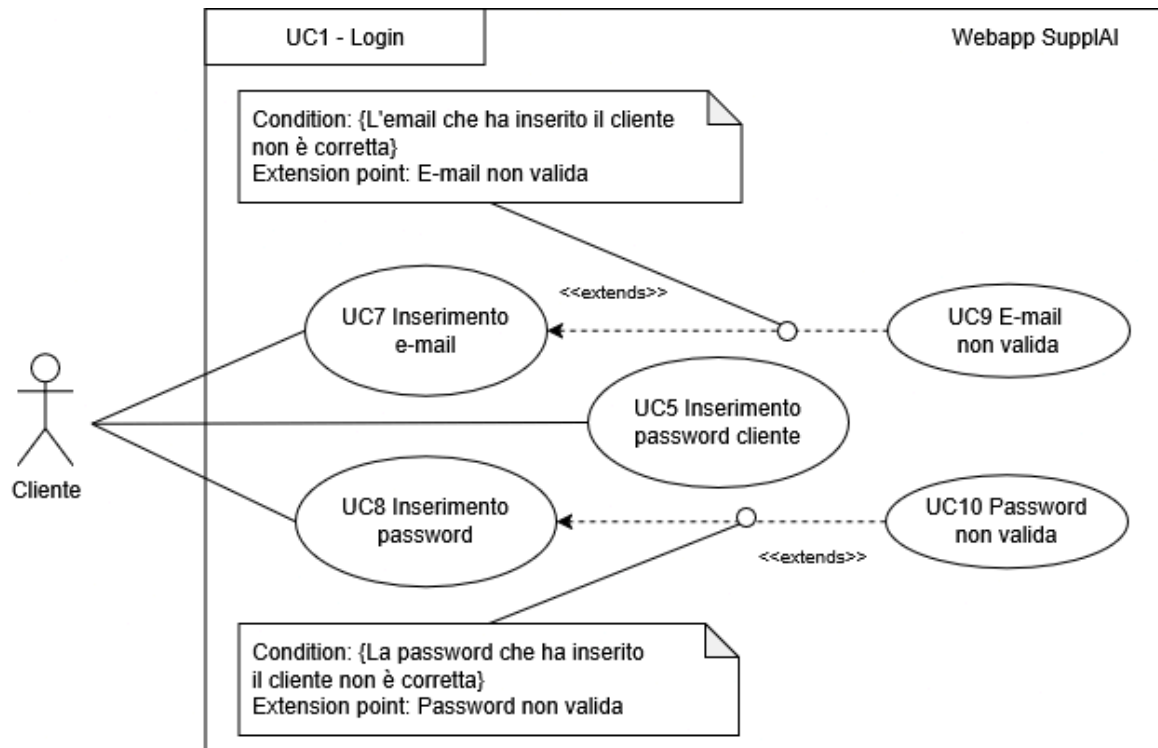 UC1 - Login
Webapp SupplAI
Condition: {L'email che ha inserito il cliente
non è corretta}
Extension point: E-mail non valida
<<extends>>
UC7 Inserimento
e-mail
UC9 E-mail
non valida
UC5 Inserimento
password cliente
Cliente
UC8 Inserimento
password
UC10 Password
non valida
<<extends>>
Condition: {La password che ha inserito
il cliente non è corretta}
Extension point: Password non valida